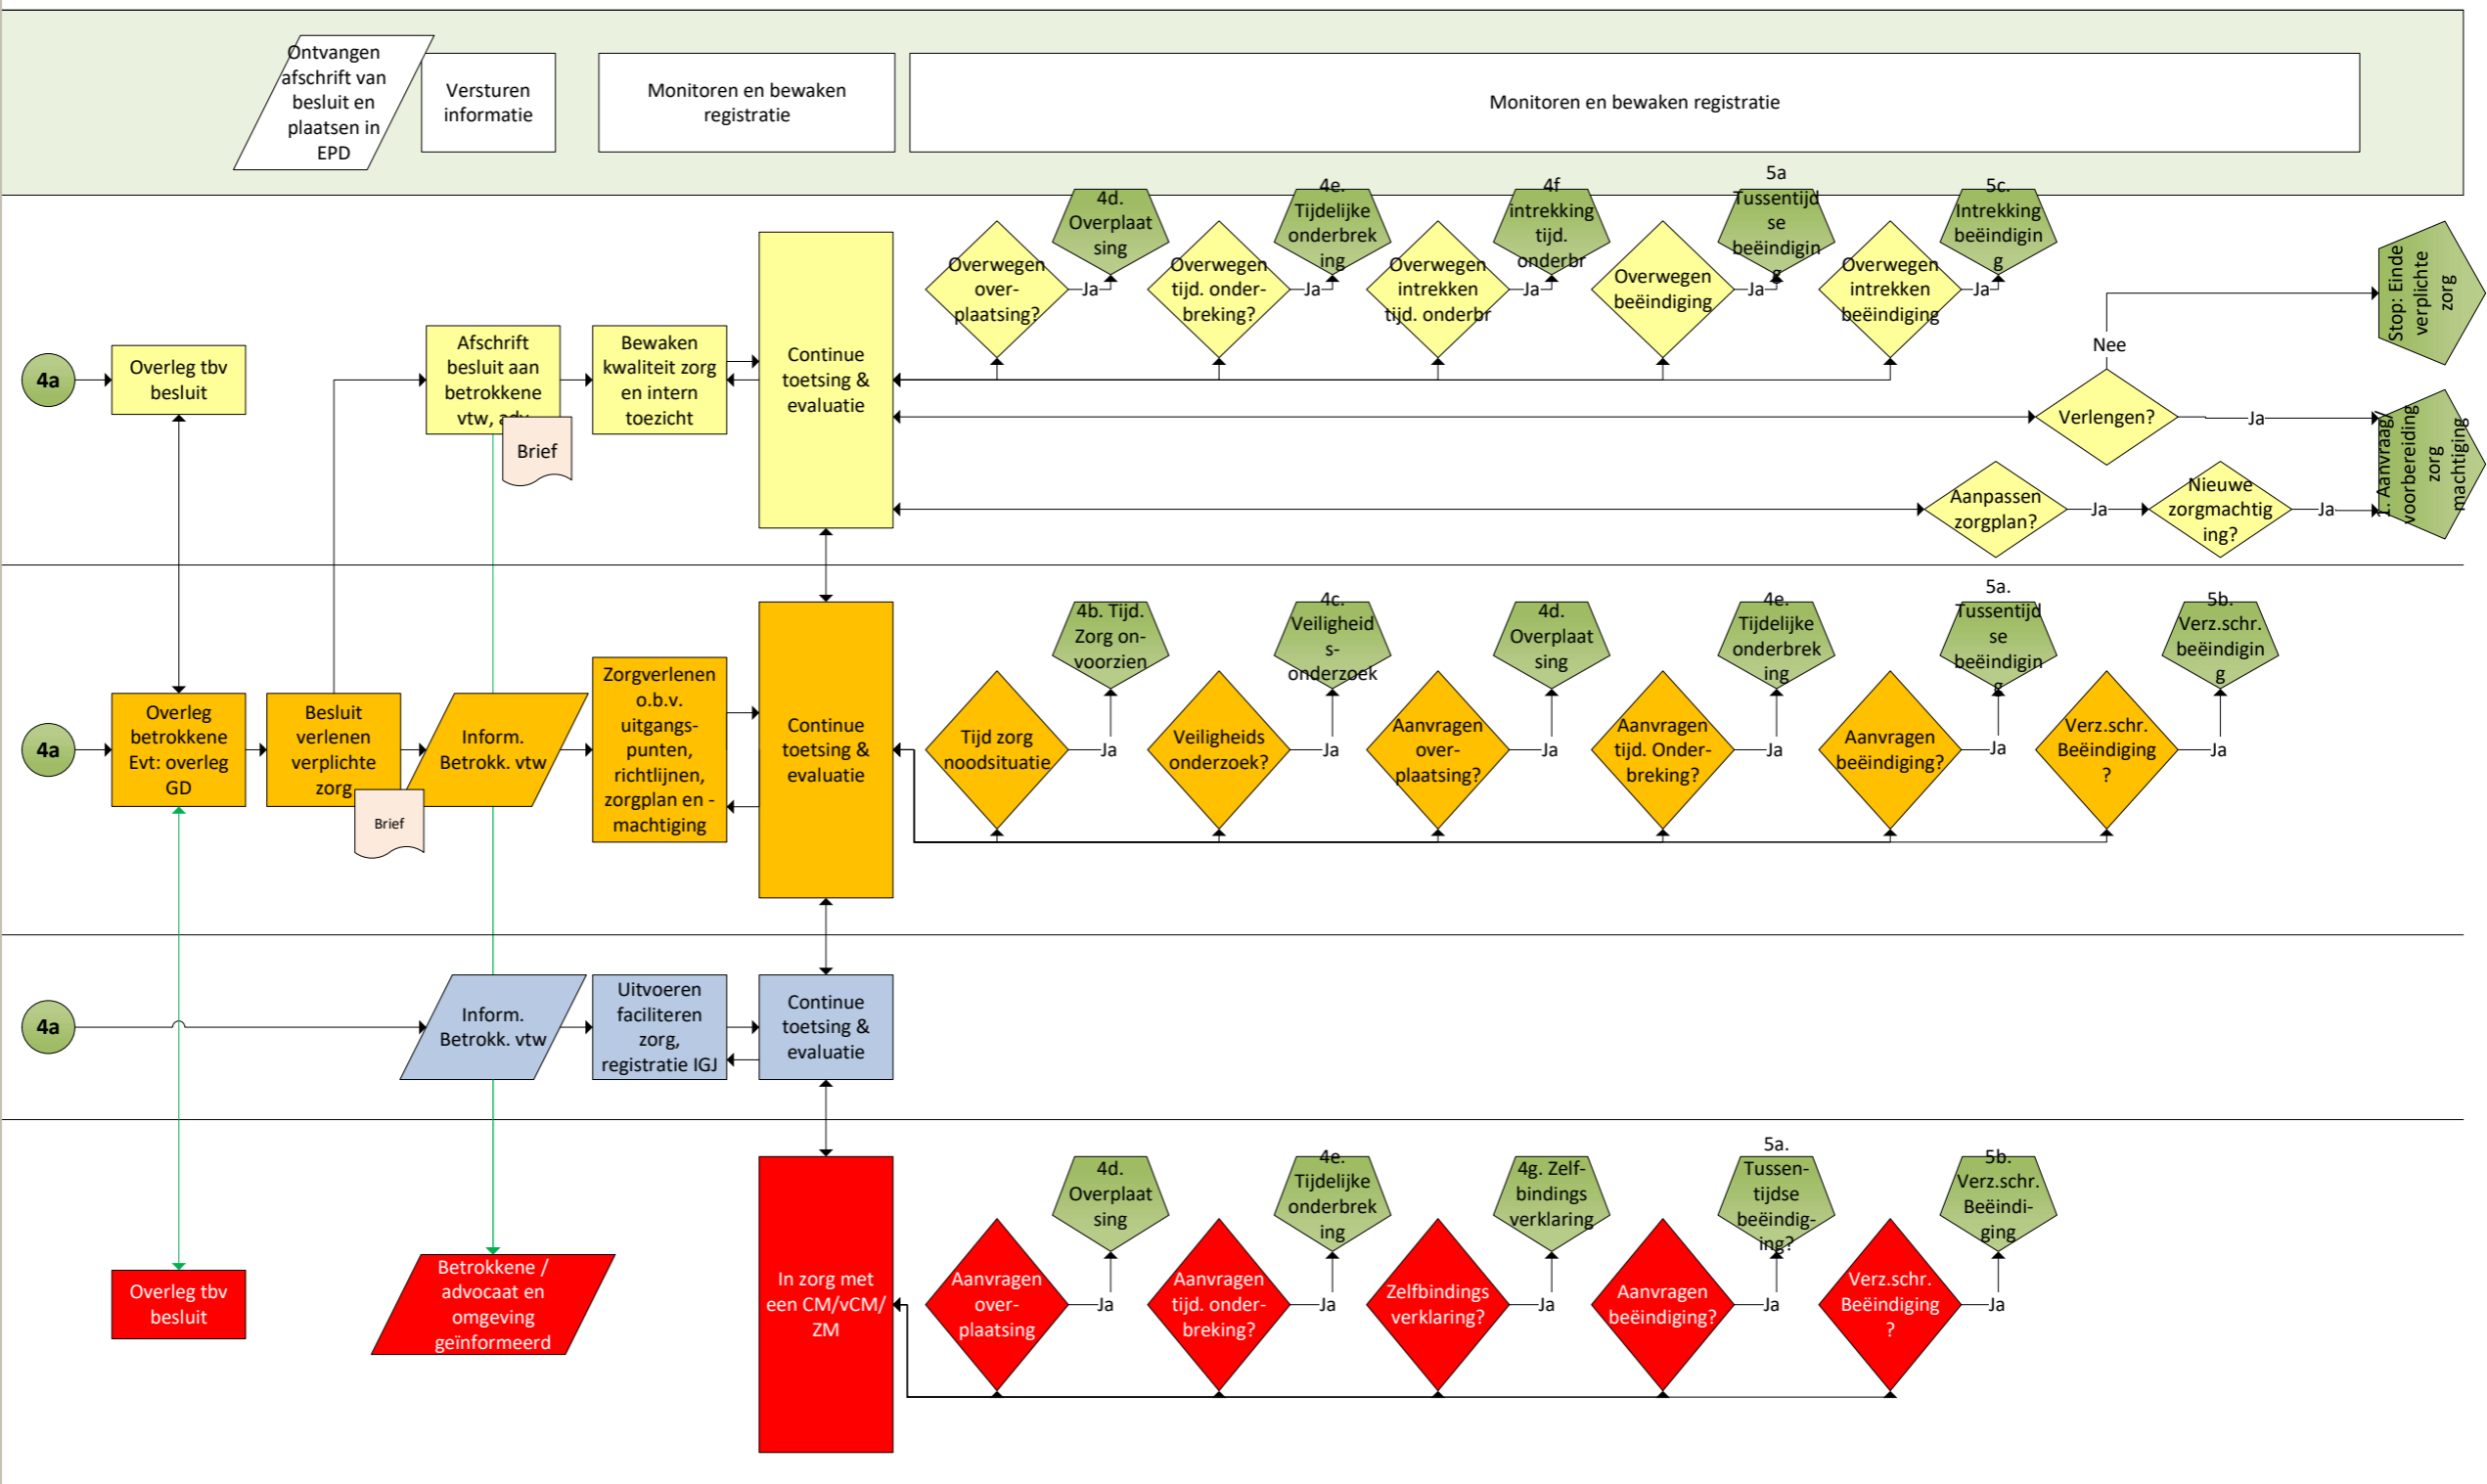 Ontvangen
afschrift van
besluit en
plaatsen in
EPD
Versturen
informatie
Monitoren en bewaken
registratie
Monitoren en bewaken registratie
4a
Overleg tbv
besluit
Afschrift
besluit aan
betrokkene
vtw, adv
Brief
Bewaken
kwaliteit zorg
en intern
toezicht
Continue
toetsing &
evaluatie
Overwegen
over-
plaatsing?
Ja
4d.
Overplaat
sing
Overwegen
tijd. onder-
breking?
Ja
4e.
Tijdelijke
onderbrek
ing
Overwegen
intrekken
tijd. onderbr
Ja
4f
intrekking
tijd.
onderbr
Overwegen
beëindiging
Ja
5a
Tussentijd
se
beëindigin
g
Overwegen
intrekken
beëindiging
Ja
5c.
Intrekking
beëindigin
g
Verlengen?
Nee
Stop: Einde
verplichte
zorg
Ja
1. Aanvraag/
voorbereiding
zorg
machtiging
Aanpassen
zorgplan?
Ja
Nieuwe
zorgmachtig
ing?
Ja
4a
Overleg
betrokkene
Evt: overleg
GD
Besluit
verlenen
verplichte
zorg
Brief
Inform.
Betrokk. vtw
Zorgverlenen
o.b.v.
uitgangs-
punten,
richtlijnen,
zorgplan en -
machtiging
Continue
toetsing &
evaluatie
Tijd zorg
noodsituatie
Ja
4b. Tijd.
Zorg on-
voorzien
Veiligheids
onderzoek?
Ja
4c.
Veiligheid
s-
onderzoek
Aanvragen
over-
plaatsing?
Ja
4d.
Overplaat
sing
Aanvragen
tijd. Onder-
breking?
Ja
4e.
Tijdelijke
onderbrek
ing
Aanvragen
beëindiging?
Ja
5a.
Tussentijd
se
beëindigin
g
Verz.schr.
Beëindiging
?
Ja
5b.
Verz.schr.
beëindigin
g
4a
Inform.
Betrokk. vtw
Uitvoeren
faciliteren
zorg,
registratie IGJ
Continue
toetsing &
evaluatie
Overleg tbv
besluit
Betrokkene /
advocaat en
omgeving
geïnformeerd
In zorg met
een CM/vCM/
ZM
Aanvragen
over-
plaatsing
Ja
4d.
Overplaat
sing
Aanvragen
tijd. onder-
breking?
Ja
4e.
Tijdelijke
onderbrek
ing
Zelfbindings
verklaring?
Ja
4g. Zelf-
bindings
verklaring
Aanvragen
beëindiging?
Ja
5a.
Tussen-
tijdse
beëindig-
ing?
Verz.schr.
Beëindiging
?
Ja
5b.
Verz.schr.
Beëindi-
ging